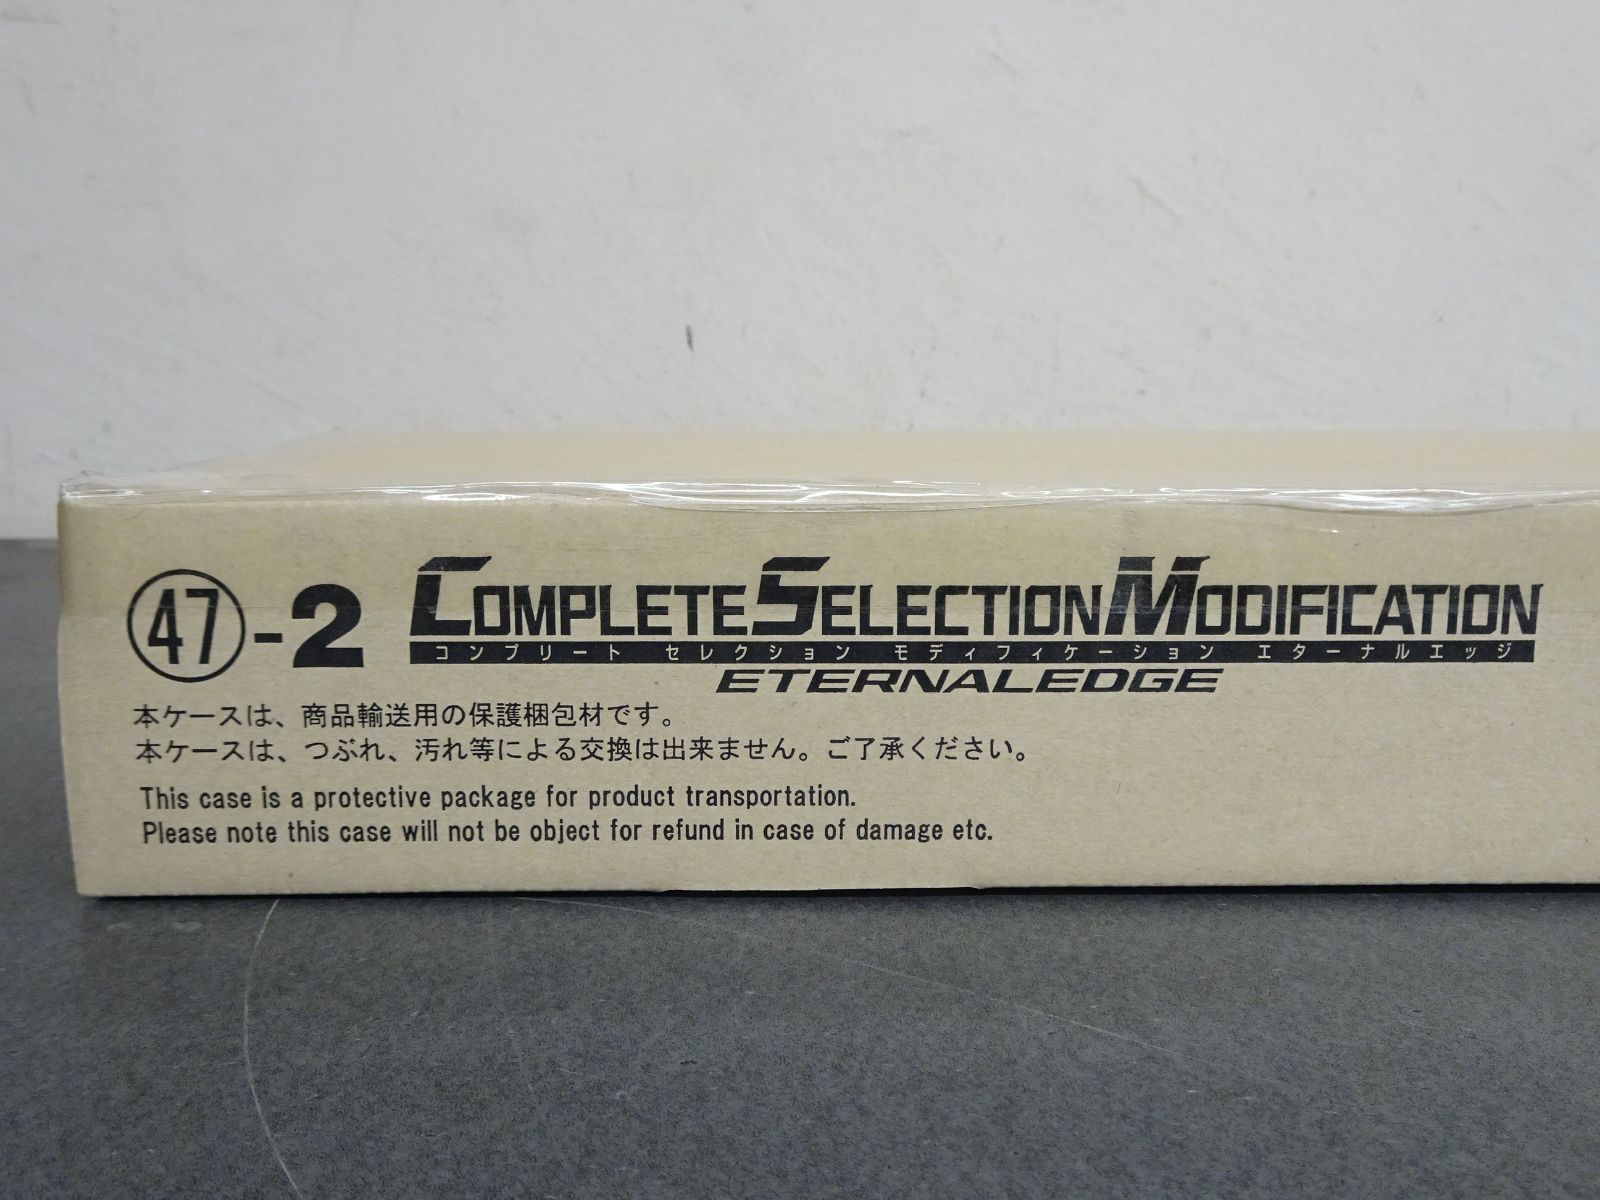 ㊼-2 COMPLETE SELECTION MODIFICATION
コンプリート セレクション モディフィケーション エターナルエッジ
ETERNALEDGE
本ケースは、商品輸送用の保護梱包材です。
本ケースは、つぶれ、汚れ等による交換は出来ません。ご了承ください。
This case is a protective package for product transportation.
Please note this case will not be object for refund in case of damage etc.